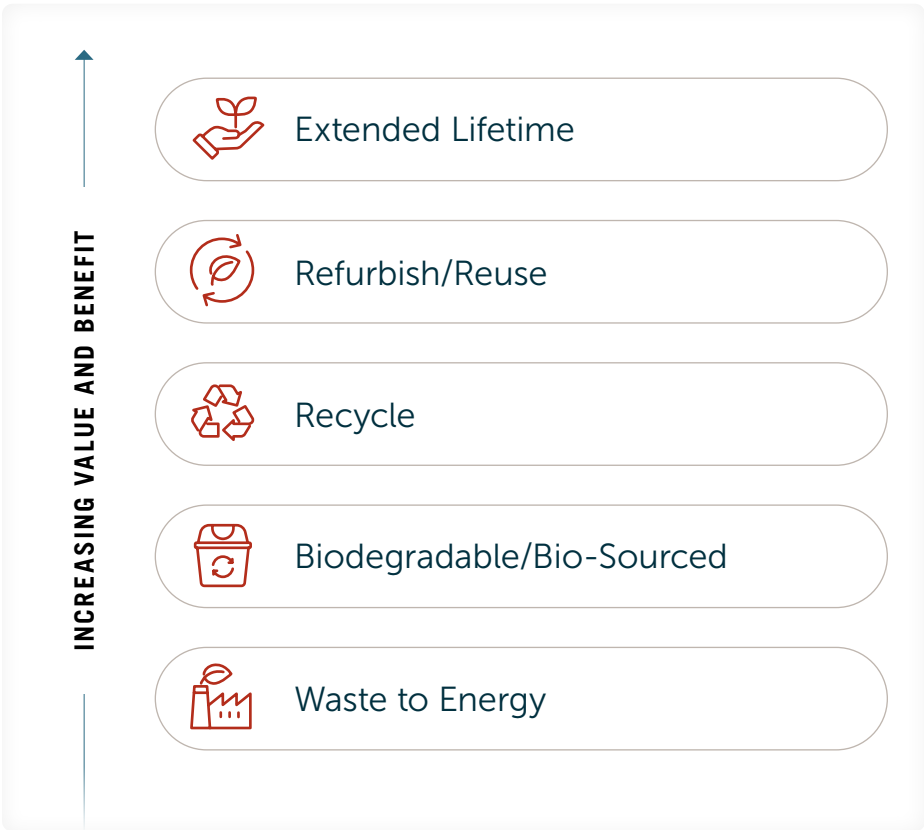 INCREASING VALUE AND BENEFIT
Extended Lifetime
Refurbish/Reuse
Recycle
Biodegradable/Bio-Sourced
Waste to Energy